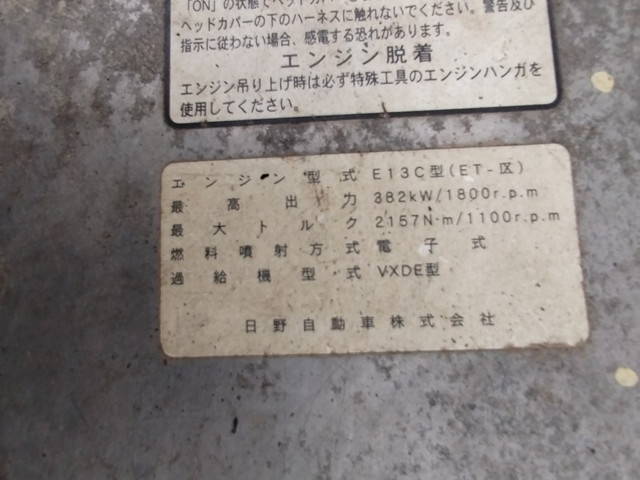 「ON」の状態でヘッドカバー
ヘッドカバーの下のハーネスに触れないでください。警告及び
指示に従わない場合、感電する恐れがあります。
エンジン脱着
エンジン吊り上げ時は必ず特殊工具のエンジンハンガを
使用してください。
エンジン型式 E13C型(ET-区)
最高出力 382kW/1800r.p.m
最大トルク 2157N·m/1100r.p.m
燃料噴射方式 電子式
過給機型式 VXDE型
日野自動車株式会社